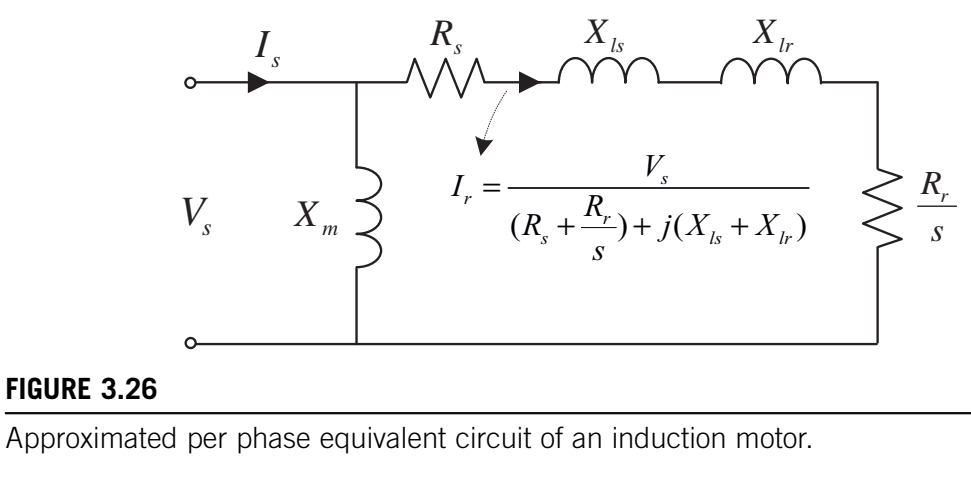 I_s
R_s
X_ls
X_lr
V_s
X_m
I_r = V_s / ((R_s + R_r/s) + j(X_ls + X_lr))
R_r/s
FIGURE 3.26
Approximated per phase equivalent circuit of an induction motor.